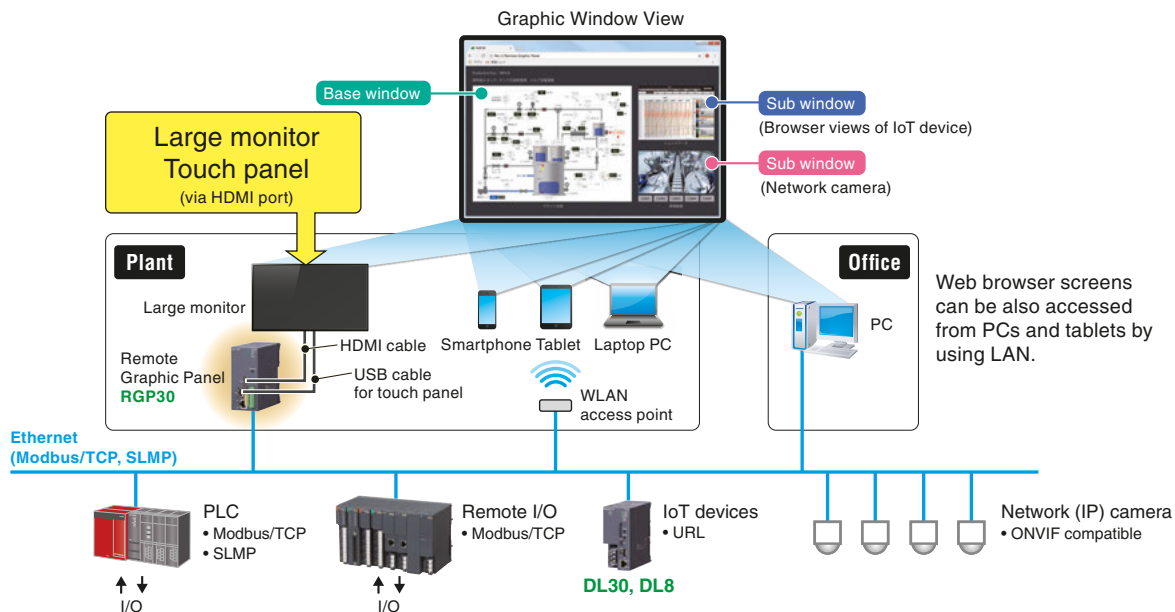 Graphic Window View
Base window
Sub window
(Browser views of IoT device)
Sub window
(Network camera)
Large monitor
Touch panel
(via HDMI port)
Plant
Large monitor
HDMI cable
Remote
Graphic Panel
RGP30
USB cable
for touch panel
Smartphone
Tablet
Laptop PC
WLAN
access point
Office
PC
Web browser screens
can be also accessed
from PCs and tablets by
using LAN.
Ethernet
(Modbus/TCP, SLMP)
PLC
• Modbus/TCP
• SLMP
I/O
Remote I/O
• Modbus/TCP
I/O
IoT devices
• URL
DL30, DL8
Network (IP) camera
• ONVIF compatible